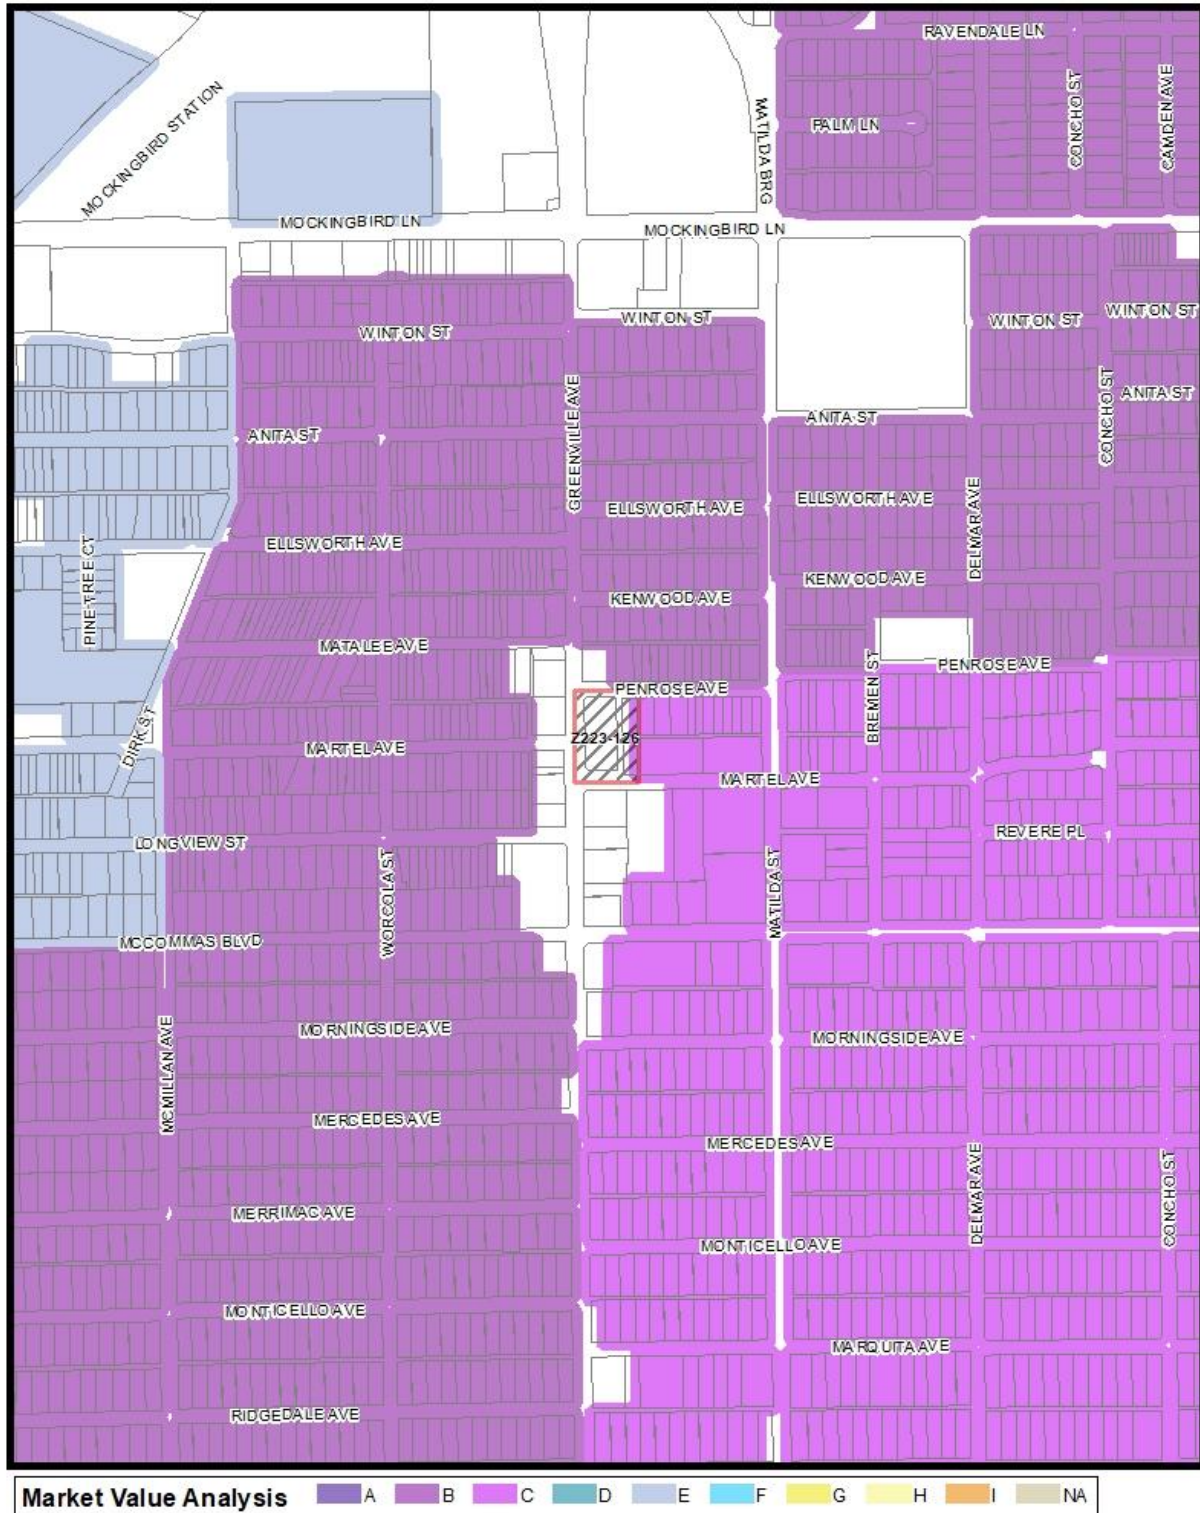 RAVENDALE LN
MOCKINGBIRD STATION
MATILDA BRG
PALM LN
CONCHO ST
CAMDEN AVE
MOCKINGBIRD LN
MOCKINGBIRD LN
WINTON ST
WINTON ST
WINTON ST
WINTON ST
GREENVILLE AVE
CONCHO ST
ANITA ST
ANITA ST
ANITA ST
ELLSWORTH AVE
ELLSWORTH AVE
ELLSWORTH AVE
DELMAR AVE
PINE TREE CT
KENWOOD AVE
KENWOOD AVE
MATALEE AVE
BREMEN ST
PENROSE AVE
PENROSE AVE
DIRK ST
MARTEL AVE
Z223-126
MARTEL AVE
LONGVIEW ST
REVERE PL
WORCOLA ST
MATILDA ST
MCCOMMAS BLVD
MCMILLAN AVE
MORNINGSIDE AVE
MORNINGSIDE AVE
MERCEDES AVE
MERCEDES AVE
DELMAR AVE
CONCHO ST
MERRIMAC AVE
MONTICELLO AVE
MONTICELLO AVE
MARQUITA AVE
RIDGEDALE AVE
Market Value Analysis A B C D E F G H I NA